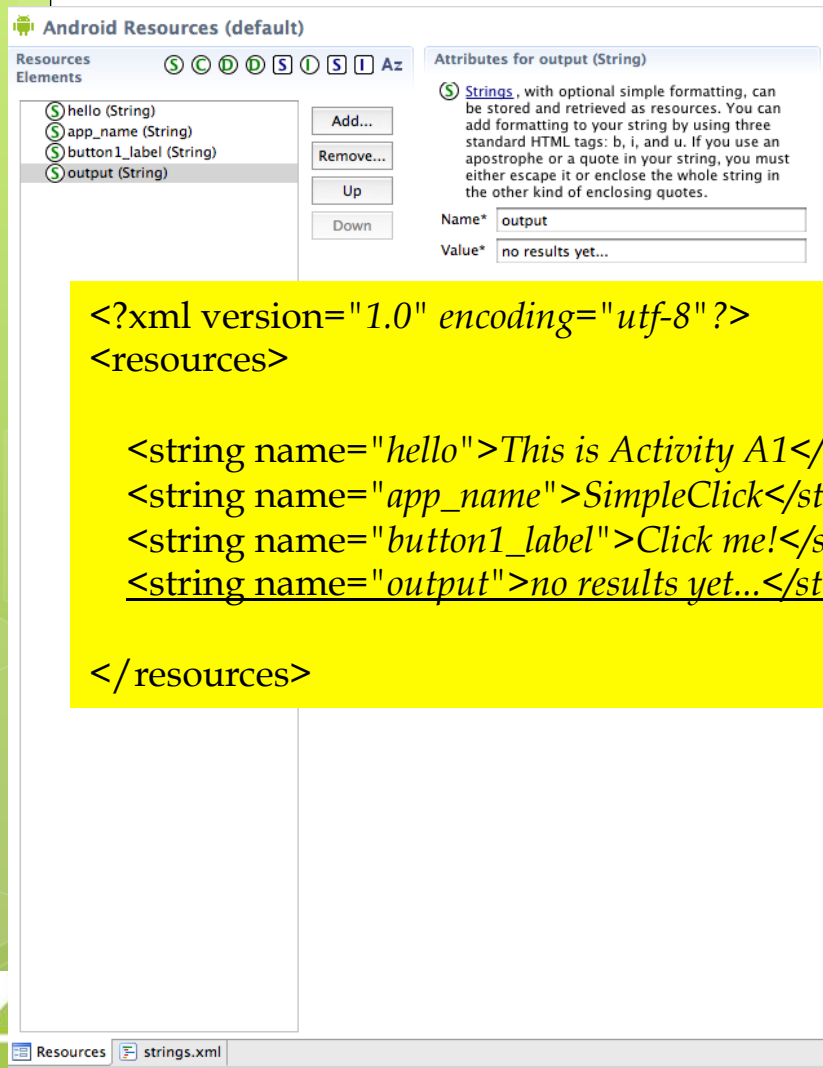 Android Resources (default)
Resources
Elements
S C D D S I S I Az
S hello (String)
S app_name (String)
S button1_label (String)
S output (String)
Add...
Remove...
Up
Down
Attributes for output (String)
S Strings, with optional simple formatting, can
be stored and retrieved as resources. You can
add formatting to your string by using three
standard HTML tags: b, i, and u. If you use an
apostrophe or a quote in your string, you must
either escape it or enclose the whole string in
the other kind of enclosing quotes.
Name* output
Value* no results yet...
<?xml version="1.0" encoding="utf-8"?>
<resources>
<string name="hello">This is Activity A1</
<string name="app_name">SimpleClick</st
<string name="button1_label">Click me!</s
<string name="output">no results yet...</st
</resources>
Resources strings.xml